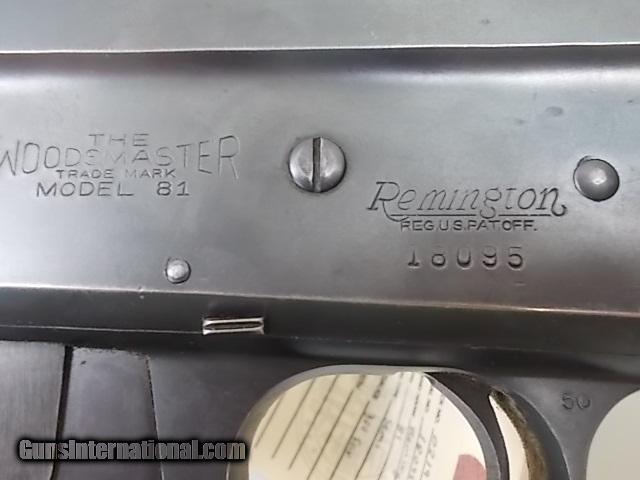 THE
WOODSMASTER
TRADE MARK
MODEL 81
Remington
REG.U.S.PAT.OFF.
18095
50
GunsInternational.com